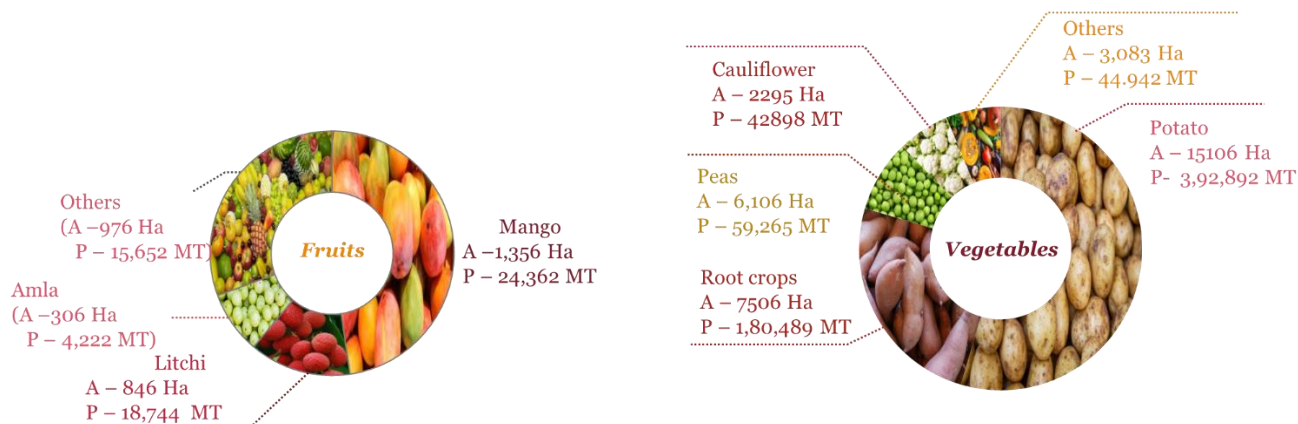 Others
(A –976 Ha
P – 15,652 MT)
Amla
(A –306 Ha
P – 4,222 MT)
Litchi
A – 846 Ha
P – 18,744 MT
Fruits
Mango
A –1,356 Ha
P – 24,362 MT
Cauliflower
A – 2295 Ha
P – 42898 MT
Peas
A – 6,106 Ha
P – 59,265 MT
Root crops
A – 7506 Ha
P – 1,80,489 MT
Vegetables
Others
A – 3,083 Ha
P – 44.942 MT
Potato
A – 15106 Ha
P- 3,92,892 MT